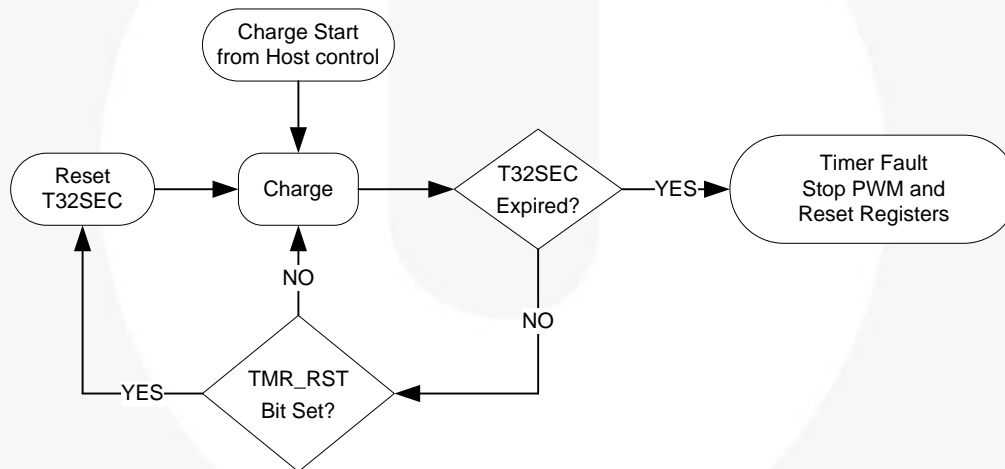 Charge Start
from Host control
Reset
T32SEC
Charge
T32SEC
Expired?
YES
Timer Fault
Stop PWM and
Reset Registers
NO
NO
YES
TMR_RST
Bit Set?